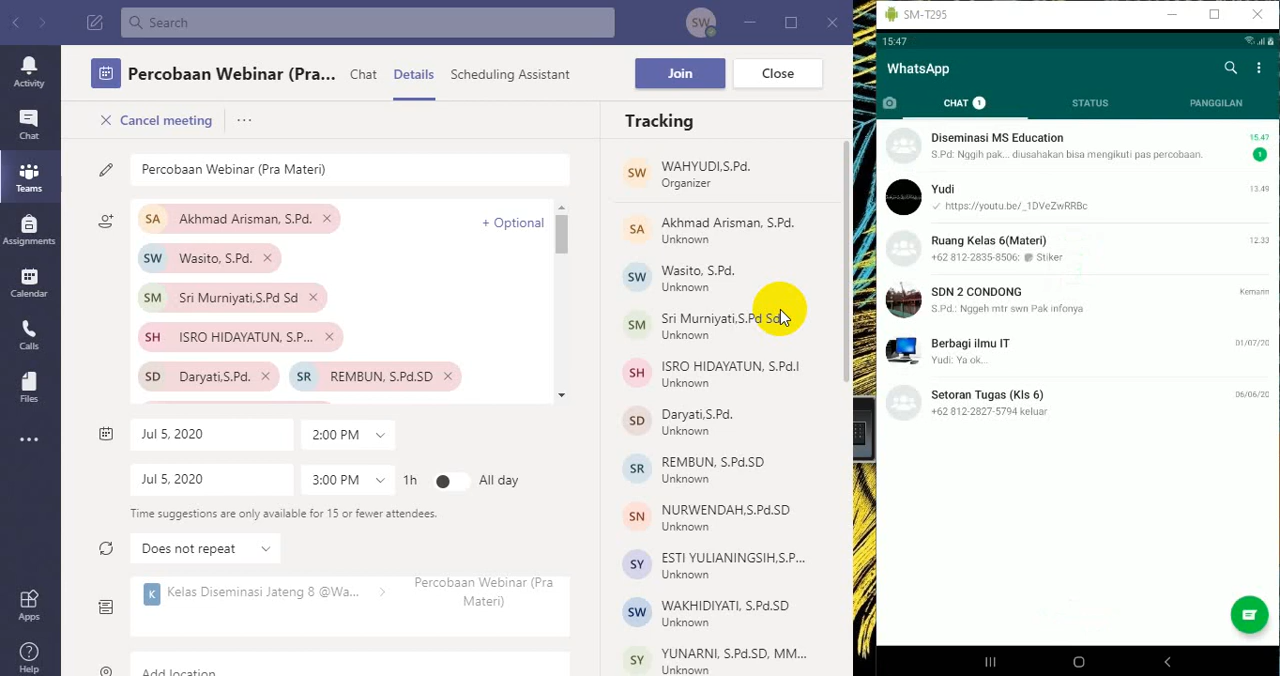 Search
SW
Activity
Chat
Teams
Assignments
Calendar
Calls
Files
Apps
Help
Percobaan Webinar (Pra...
Chat
Details
Scheduling Assistant
Join
Close
Cancel meeting
Percobaan Webinar (Pra Materi)
SA Akhmad Arisman, S.Pd.
+ Optional
SW Wasito, S.Pd.
SM Sri Murniyati,S.Pd Sd
SH ISRO HIDAYATUN, S.P...
SD Daryati,S.Pd.
SR REMBUN, S.Pd.SD
Jul 5, 2020 2:00 PM
Jul 5, 2020 3:00 PM 1h All day
Time suggestions are only available for 15 or fewer attendees.
Does not repeat
K Kelas Diseminasi Jateng 8 @Wa... > Percobaan Webinar (Pra
Materi)
Add location
Tracking
SW WAHYUDI,S.Pd.
Organizer
SA Akhmad Arisman, S.Pd.
Unknown
SW Wasito, S.Pd.
Unknown
SM Sri Murniyati,S.Pd Sd
Unknown
SH ISRO HIDAYATUN, S.Pd.I
Unknown
SD Daryati,S.Pd.
Unknown
SR REMBUN, S.Pd.SD
Unknown
SN NURWENDAH,S.Pd.SD
Unknown
SY ESTI YULIANINGSIH,S.P...
Unknown
SW WAKHIDIYATI, S.Pd.SD
Unknown
SY YUNARNI, S.Pd.SD, MM...
Unknown
SM-T295
15:47
WhatsApp
CHAT 1
STATUS
PANGGILAN
Diseminasi MS Education 15.47
S.Pd: Nggih pak... diusahakan bisa mengikuti pas percobaan. 1
Yudi 13.49
https://youtu.be/_1DVeZwRRBc
Ruang Kelas 6(Materi) 12.33
+62 812-2835-8506: Stiker
SDN 2 CONDONG Kemarin
S.Pd.: Nggeh mtr swn Pak infonya
Berbagi ilmu IT 01/07/20
Yudi: Ya ok...
Setoran Tugas (Kls 6) 06/06/20
+62 812-2827-5794 keluar